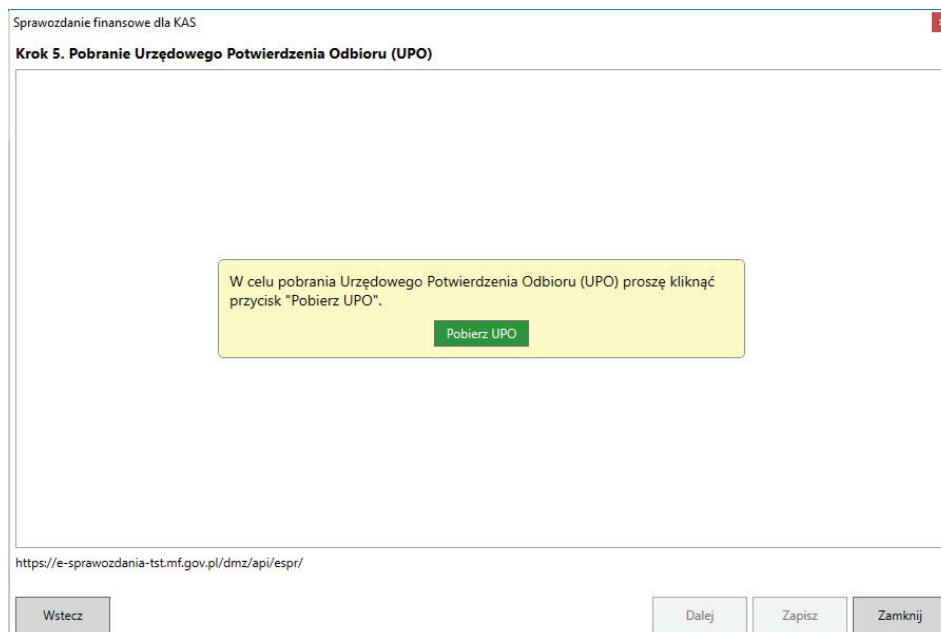 Sprawozdanie finansowe dla KAS
Krok 5. Pobranie Urzędowego Potwierdzenia Odbioru (UPO)
W celu pobrania Urzędowego Potwierdzenia Odbioru (UPO) proszę kliknąć
przycisk "Pobierz UPO".
Pobierz UPO
https://e-sprawozdania-tst.mf.gov.pl/dmz/api/espr/
Wstecz Dalej Zapisz Zamknij